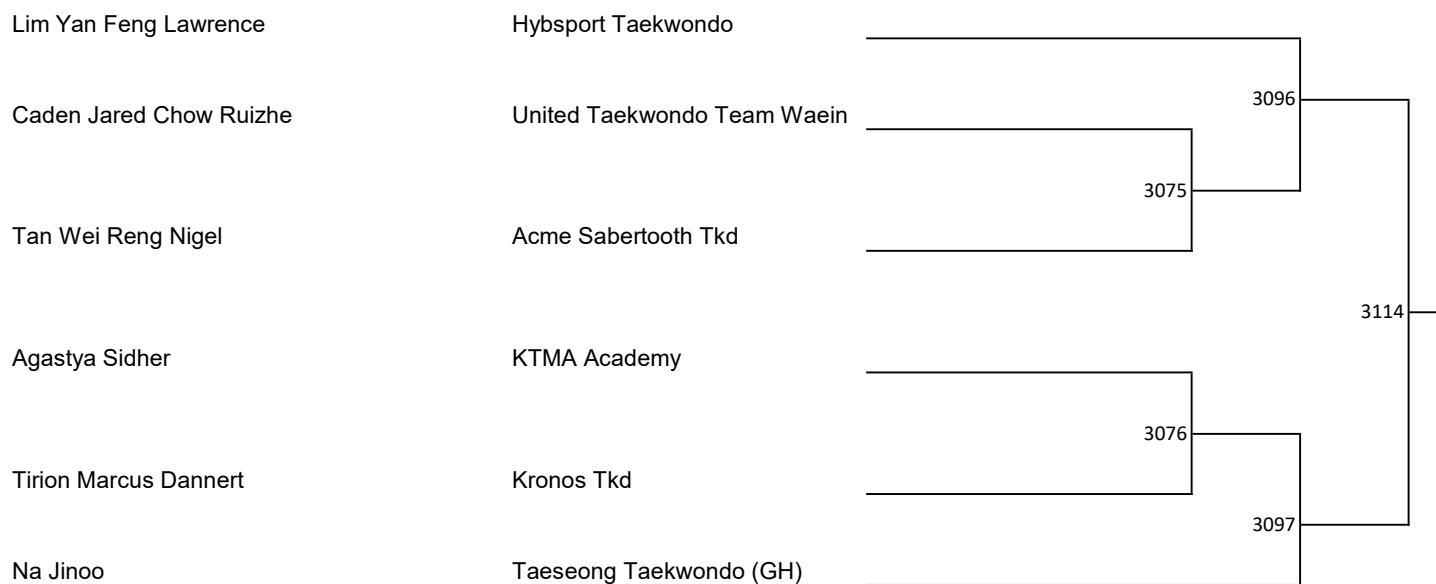 Lim Yan Feng Lawrence Hybsport Taekwondo
3096
Caden Jared Chow Ruizhe United Taekwondo Team Waein
3075
Tan Wei Reng Nigel Acme Sabertooth Tkd
3114
Agastya Sidher KTMA Academy
3076
Tirion Marcus Dannert Kronos Tkd
3097
Na Jinoo Taeseong Taekwondo (GH)